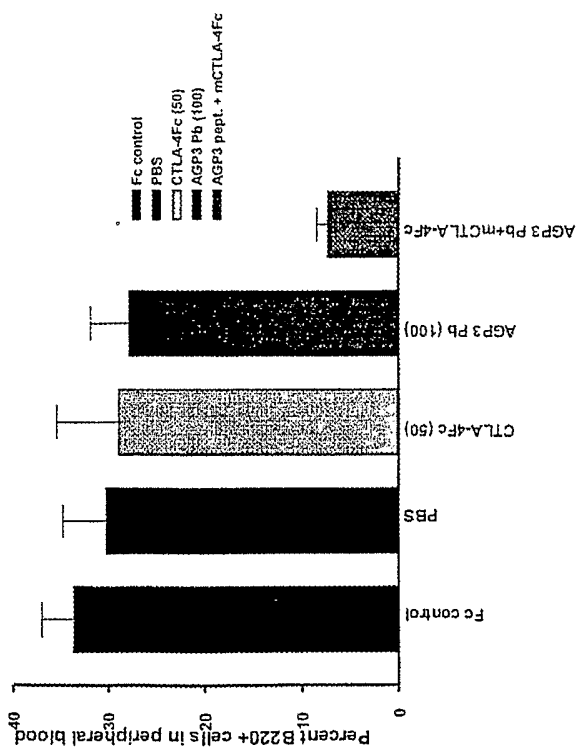 Percent B220+ cells in peripheral blood
40
30
20
10
0
Fc control
PBS
CTLA-4Fc (50)
AGP3 Pb (100)
AGP3 Pb+mCTLA-4Fc
Fc control
PBS
CTLA-4Fc (50)
AGP3 Pb (100)
AGP3 pept. + mCTLA-4Fc